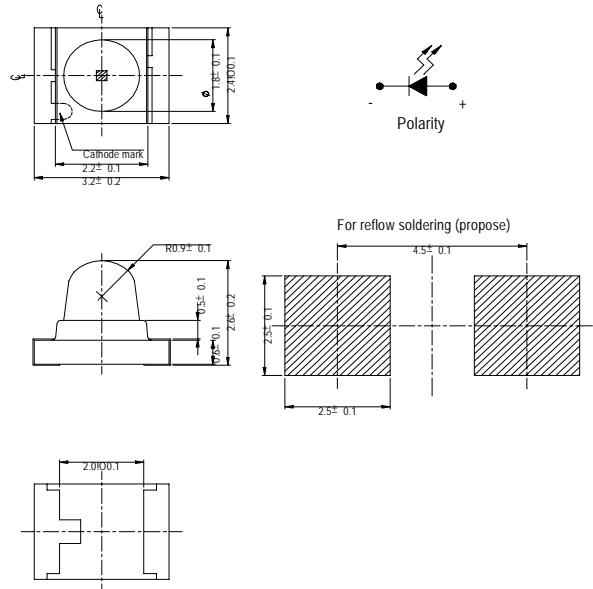 ℄
℄
1.8± 0.1
ø
2.4!00.1
Cathode mark
2.2± 0.1
3.2± 0.2
- +
Polarity
R0.9± 0.1
0.5± 0.1
2.6± 0.2
0.6± 0.1
For reflow soldering (propose)
4.5± 0.1
2.5± 0.1
2.5± 0.1
2.0!00.1